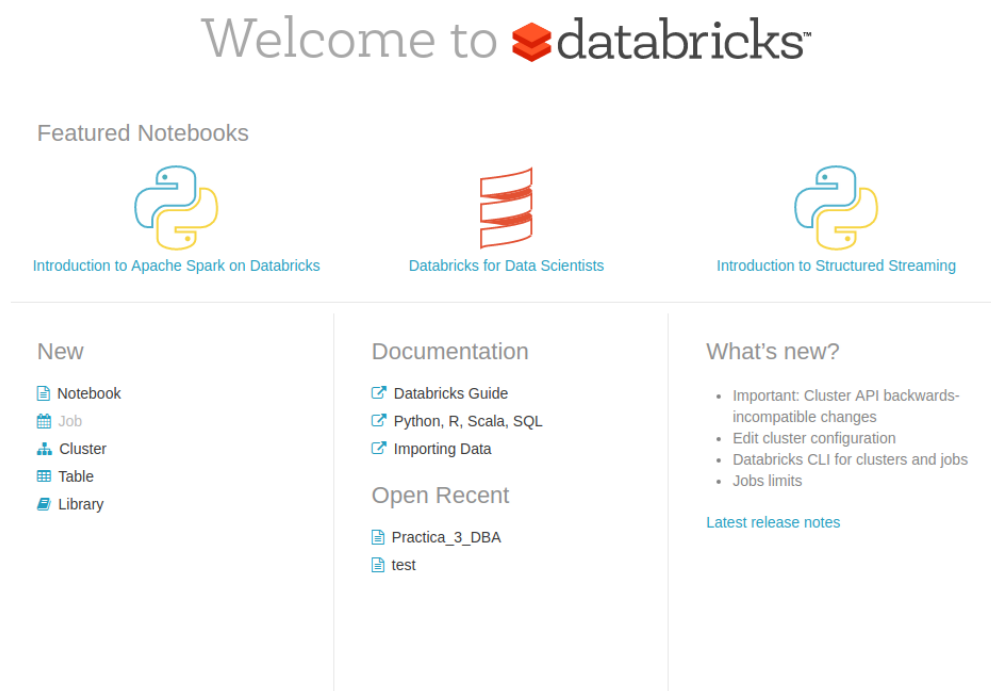 Welcome to databricks™
Featured Notebooks
Introduction to Apache Spark on Databricks
Databricks for Data Scientists
Introduction to Structured Streaming
New
Notebook
Job
Cluster
Table
Library
Documentation
Databricks Guide
Python, R, Scala, SQL
Importing Data
Open Recent
Practica_3_DBA
test
What’s new?
• Important: Cluster API backwards-
incompatible changes
• Edit cluster configuration
• Databricks CLI for clusters and jobs
• Jobs limits
Latest release notes